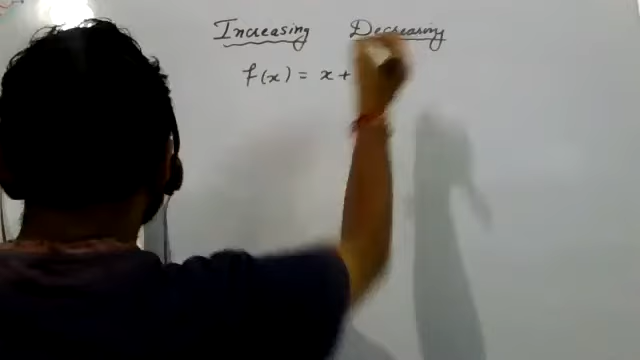 Increasing Decreasing
f(x) = x +